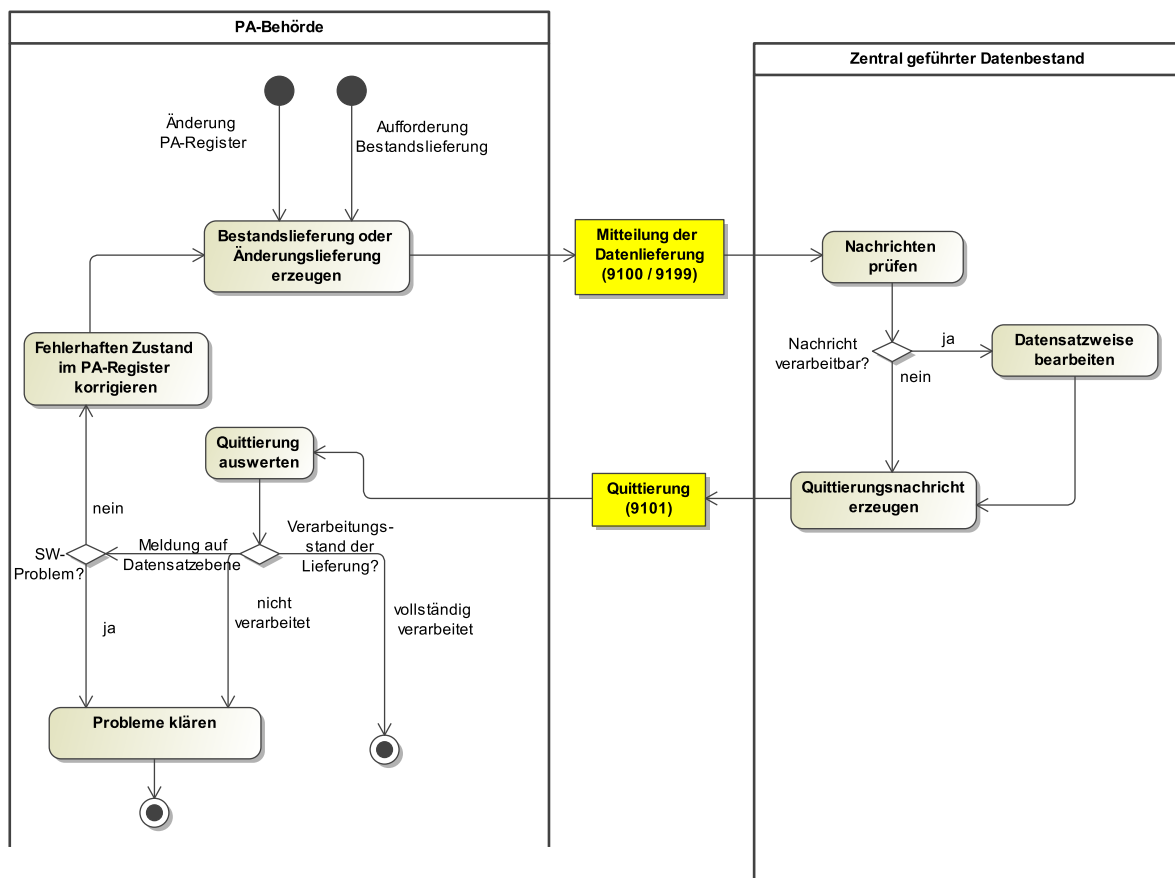 PA-Behörde
Zentral geführter Datenbestand
Änderung
PA-Register
Aufforderung
Bestandslieferung
Bestandslieferung oder
Änderungslieferung
erzeugen
Mitteilung der
Datenlieferung
(9100 / 9199)
Nachrichten
prüfen
Nachricht
verarbeitbar?
ja
nein
Datensatzweise
bearbeiten
Fehlerhaften Zustand
im PA-Register
korrigieren
Quittierung
auswerten
Quittierung
(9101)
Quittierungsnachricht
erzeugen
nein
SW-
Problem?
Meldung auf
Datensatzebene
Verarbeitungs-
stand der
Lieferung?
ja
nicht
verarbeitet
vollständig
verarbeitet
Probleme klären